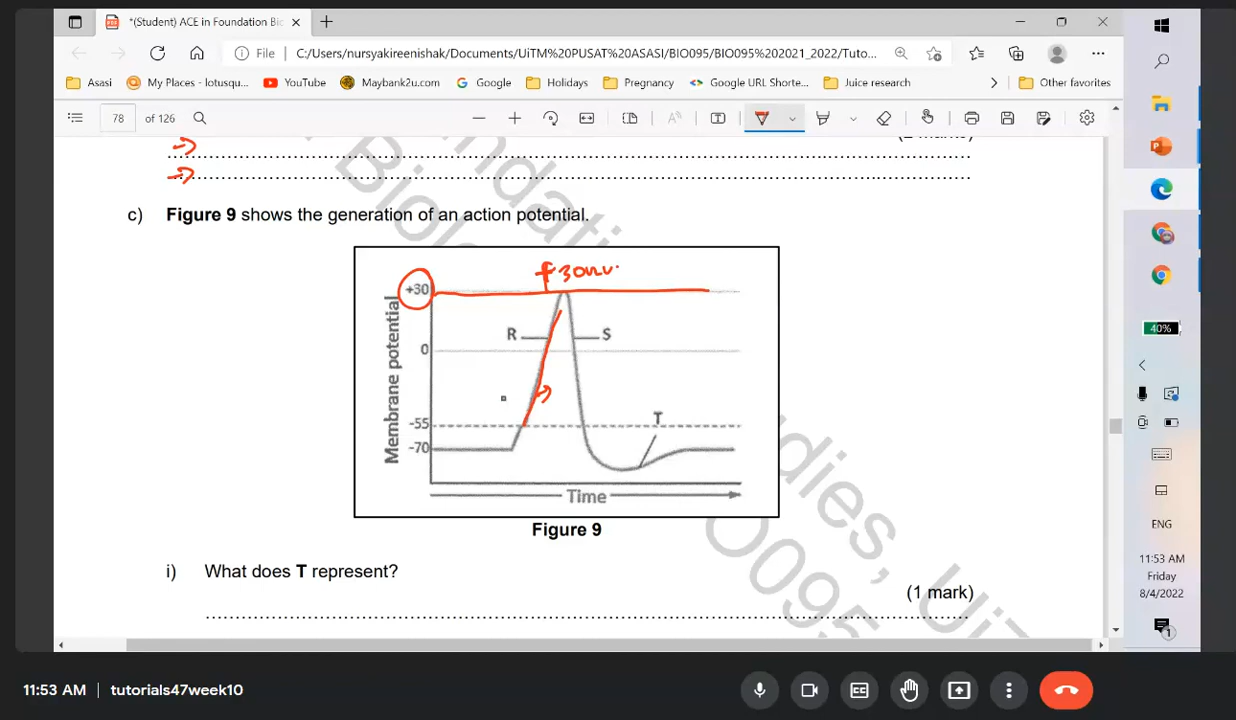 *(Student) ACE in Foundation Bio
File C:/Users/nursyakireenishak/Documents/UiTM%20PUSAT%20ASASI/BIO095/BIO095%202021_2022/Tuto...
Asasi My Places - lotusqu... YouTube Maybank2u.com Google Holidays Pregnancy Google URL Shorte... Juice research Other favorites
78 of 126
c) Figure 9 shows the generation of an action potential.
+30mv.
+30
R S
0
Membrane potential
-55 T
-70
Time
Figure 9
i) What does T represent?
(1 mark)
40%
ENG
11:53 AM
Friday
8/4/2022
1
11:53 AM | tutorials47week10